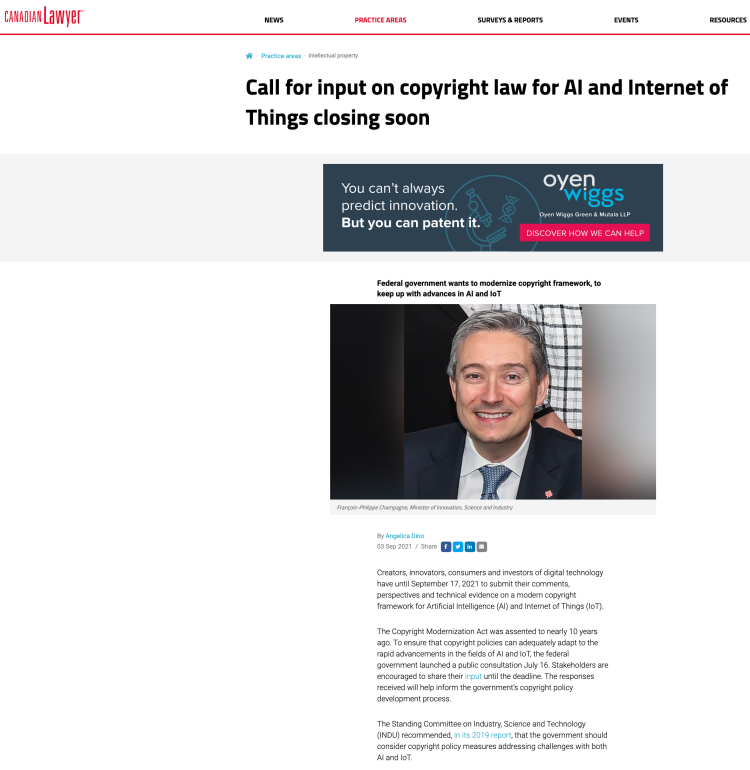 CANADIAN Lawyer
NEWS
PRACTICE AREAS
SURVEYS & REPORTS
EVENTS
RESOURCES
Practice areas
Intellectual property
Call for input on copyright law for AI and Internet of
Things closing soon
You can't always
predict innovation.
But you can patent it.
oyen
wiggs
Oyen Wiggs Green & Mutala LLP
DISCOVER HOW WE CAN HELP
Federal government wants to modernize copyright framework, to
keep up with advances in AI and IoT
François-Philippe Champagne, Minister of Innovation, Science and Industry
By Angelica Dino
03 Sep 2021 / Share
Creators, innovators, consumers and investors of digital technology
have until September 17, 2021 to submit their comments,
perspectives and technical evidence on a modern copyright
framework for Artificial Intelligence (AI) and Internet of Things (IoT).
The Copyright Modernization Act was assented to nearly 10 years
ago. To ensure that copyright policies can adequately adapt to the
rapid advancements in the fields of AI and IoT, the federal
government launched a public consultation July 16. Stakeholders are
encouraged to share their input until the deadline. The responses
received will help inform the government's copyright policy
development process.
The Standing Committee on Industry, Science and Technology
(INDU) recommended, in its 2019 report, that the government should
consider copyright policy measures addressing challenges with both
AI and IoT.